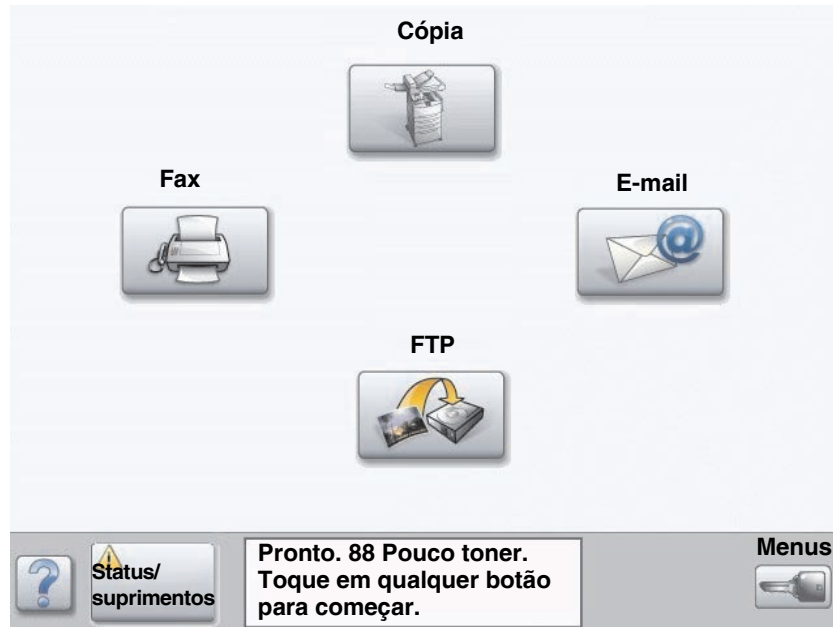 Cópia
Fax
E-mail
FTP
Status/
suprimentos
Pronto. 88 Pouco toner.
Toque em qualquer botão
para começar.
Menus